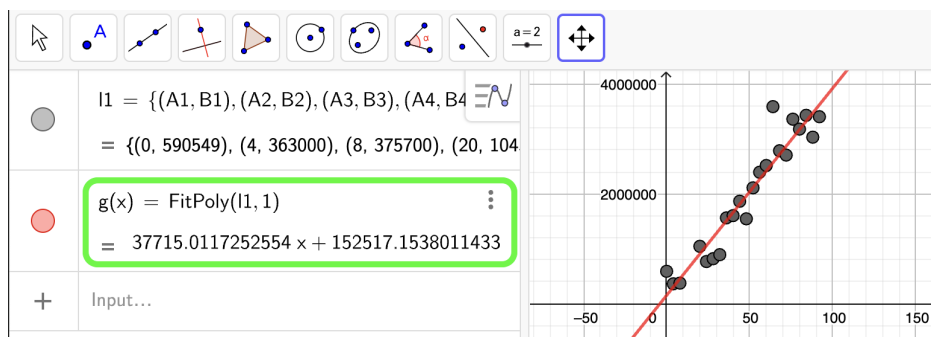 A
α
a=2
l1 = {(A1, B1), (A2, B2), (A3, B3), (A4, B4
= {(0, 590549), (4, 363000), (8, 375700), (20, 104...
g(x) = FitPoly(l1, 1)
= 37715.0117252554 x + 152517.1538011433
+ Input...
4000000
2000000
−50 0 50 100 150